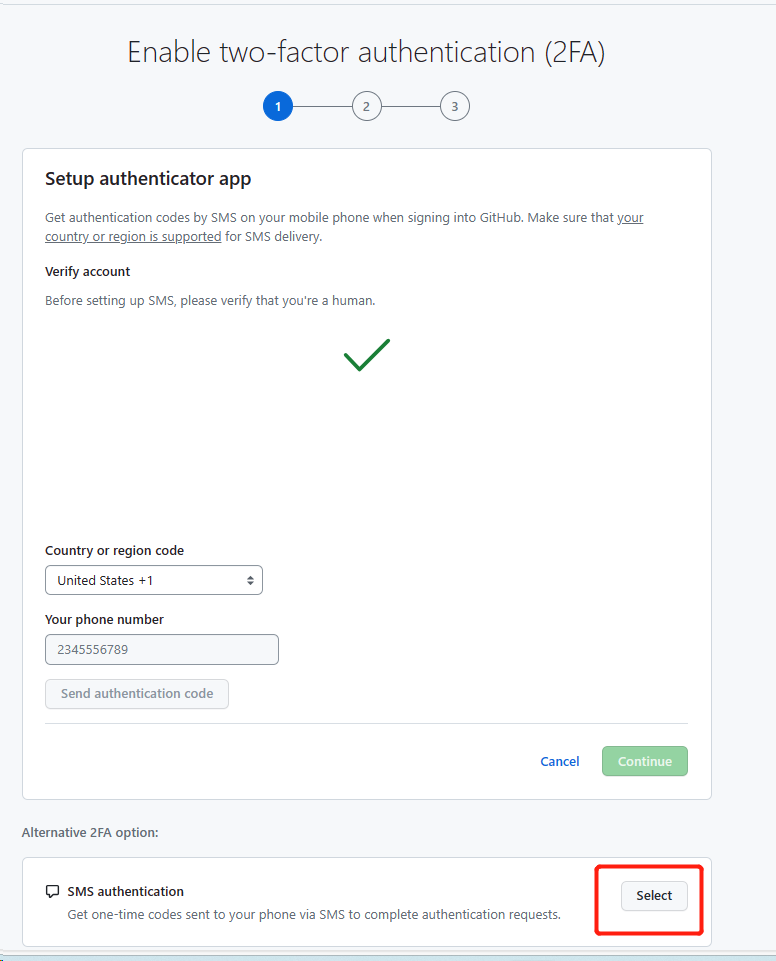 Enable two-factor authentication (2FA)
1
2
3
Setup authenticator app
Get authentication codes by SMS on your mobile phone when signing into GitHub. Make sure that your
country or region is supported for SMS delivery.
Verify account
Before setting up SMS, please verify that you're a human.
Country or region code
United States +1
Your phone number
2345556789
Send authentication code
Cancel
Continue
Alternative 2FA option:
SMS authentication
Select
Get one-time codes sent to your phone via SMS to complete authentication requests.